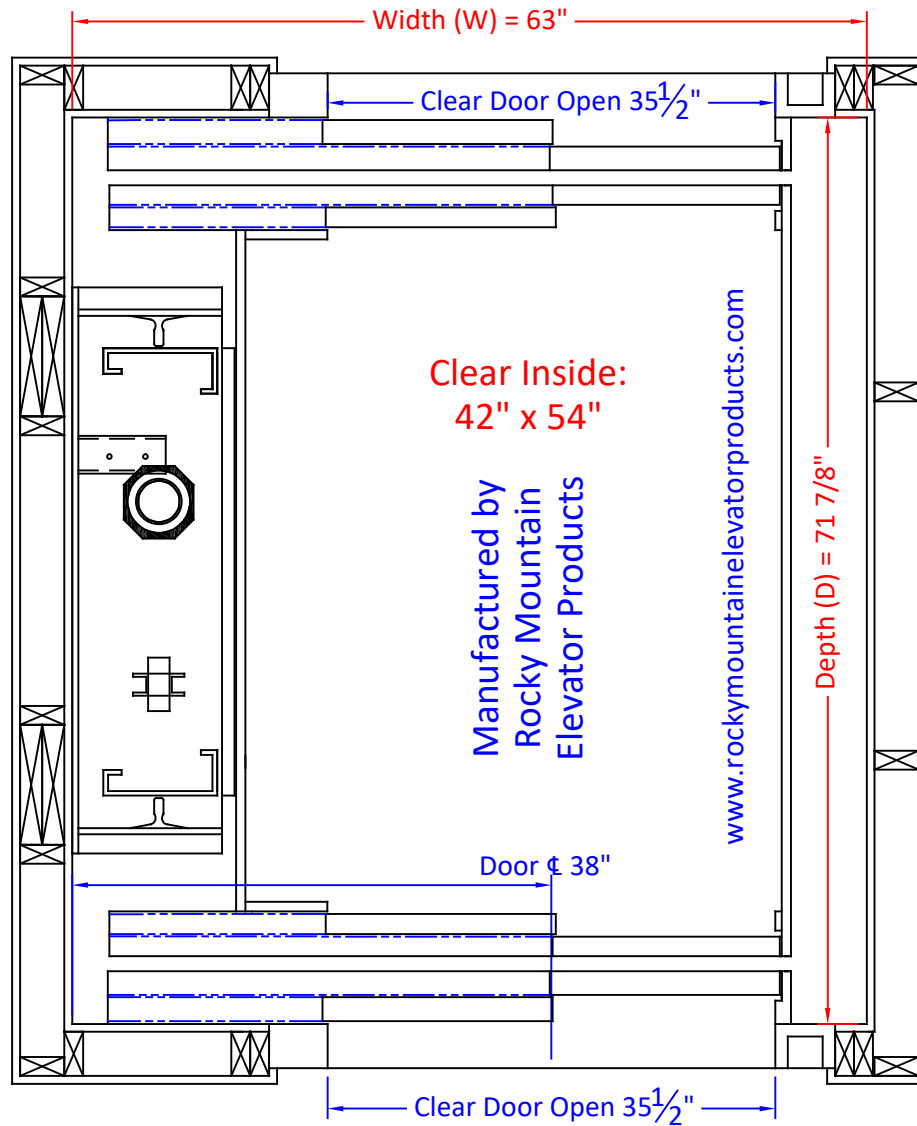 Width (W) = 63"
Clear Door Open 35½"
Clear Inside:
42" x 54"
Manufactured by
Rocky Mountain
Elevator Products
www.rockymountainelevatorproducts.com
Depth (D) = 71 7/8"
Door ℄ 38"
Clear Door Open 35½"